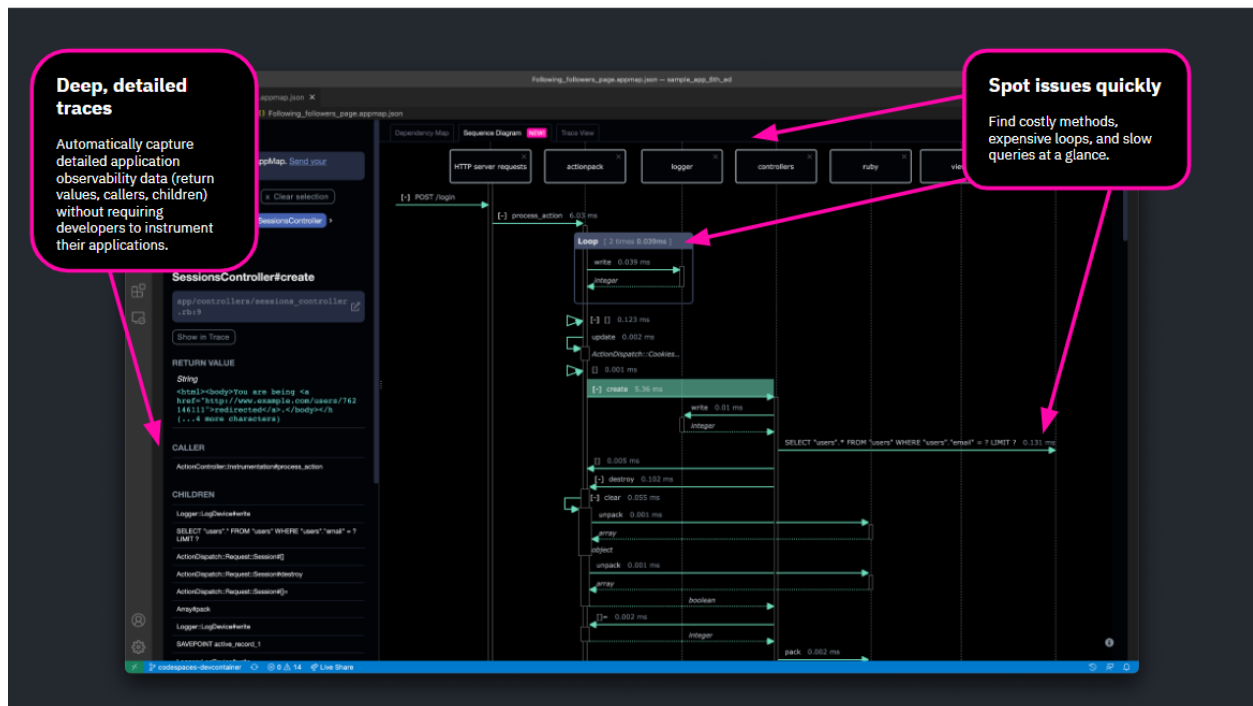 Deep, detailed
traces
Automatically capture
detailed application
observability data (return
values, callers, children)
without requiring
developers to instrument
their applications.
Spot issues quickly
Find costly methods,
expensive loops, and slow
queries at a glance.
Following_followers_page.appmap.json — sample_app_6th_ed
appmap.json ×
Following_followers_page.appmap.json
AppMap. Send your
x Clear selection
SessionsController
SessionsController#create
app/controllers/sessions_controller
.rb:9
Show in Trace
RETURN VALUE
String
<html><body>You are being <a
href="http://www.example.com/users/762
146111">redirected</a>.</body></h
(...4 more characters)
CALLER
ActionController::Instrumentation#process_action
CHILDREN
Logger::LogDevice#write
SELECT "users".* FROM "users" WHERE "users"."email" = ?
LIMIT ?
ActionDispatch::Request::Session#[]
ActionDispatch::Request::Session#destroy
ActionDispatch::Request::Session#[]=
Array#pack
Logger::LogDevice#write
SAVEPOINT active_record_1
Dependency Map Sequence Diagram NEW! Trace View
HTTP server requests × actionpack × logger × controllers × ruby ×
[-] POST /login
[-] process_action 6.03 ms
Loop [ 2 times 0.039ms ]
write 0.039 ms
Integer
[-] [] 0.123 ms
update 0.002 ms
ActionDispatch::Cookies...
[] 0.001 ms
[-] create 5.36 ms
write 0.01 ms
Integer
SELECT "users".* FROM "users" WHERE "users"."email" = ? LIMIT ? 0.131 ms
[] 0.005 ms
[-] destroy 0.102 ms
[-] clear 0.055 ms
unpack 0.001 ms
array
object
unpack 0.001 ms
array
boolean
[]= 0.002 ms
Integer
pack 0.002 ms
codespaces-devcontainer 0 14 Live Share